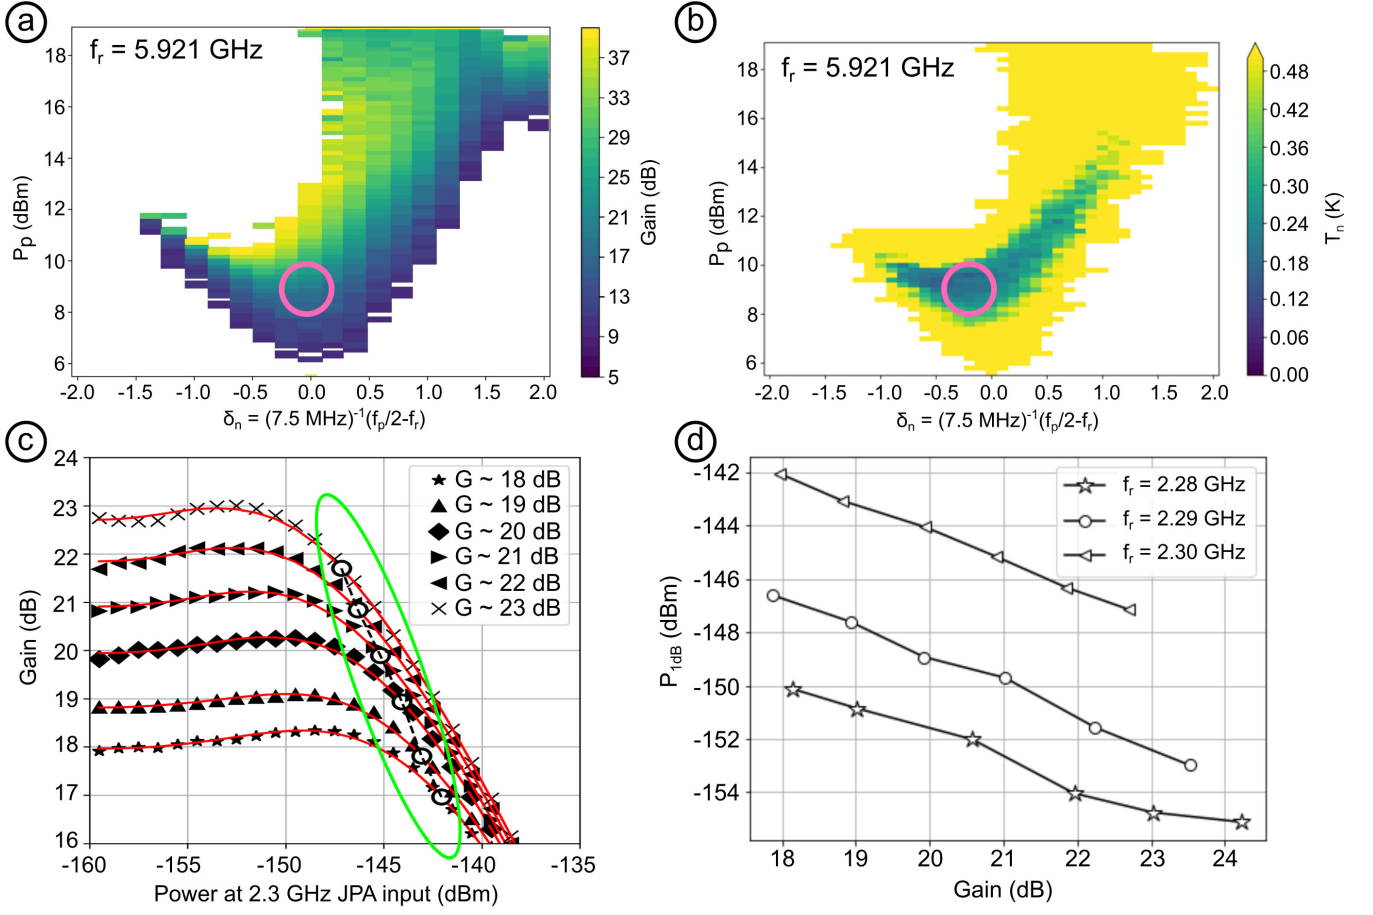 a
f_r = 5.921 GHz
18
16
14
12
10
8
6
P_p (dBm)
-2.0 -1.5 -1.0 -0.5 0.0 0.5 1.0 1.5 2.0
δ_n = (7.5 MHz)^-1(f_p/2-f_r)
37
33
29
25
21
17
13
9
5
Gain (dB)
b
f_r = 5.921 GHz
18
16
14
12
10
8
6
P_p (dBm)
-2.0 -1.5 -1.0 -0.5 0.0 0.5 1.0 1.5 2.0
δ_n = (7.5 MHz)^-1(f_p/2-f_r)
0.48
0.42
0.36
0.30
0.24
0.18
0.12
0.06
0.00
T_n (K)
c
24
23
22
21
20
19
18
17
16
Gain (dB)
G ~ 18 dB
G ~ 19 dB
G ~ 20 dB
G ~ 21 dB
G ~ 22 dB
G ~ 23 dB
-160 -155 -150 -145 -140 -135
Power at 2.3 GHz JPA input (dBm)
d
-142
-144
-146
-148
-150
-152
-154
P_1dB (dBm)
f_r = 2.28 GHz
f_r = 2.29 GHz
f_r = 2.30 GHz
18 19 20 21 22 23 24
Gain (dB)